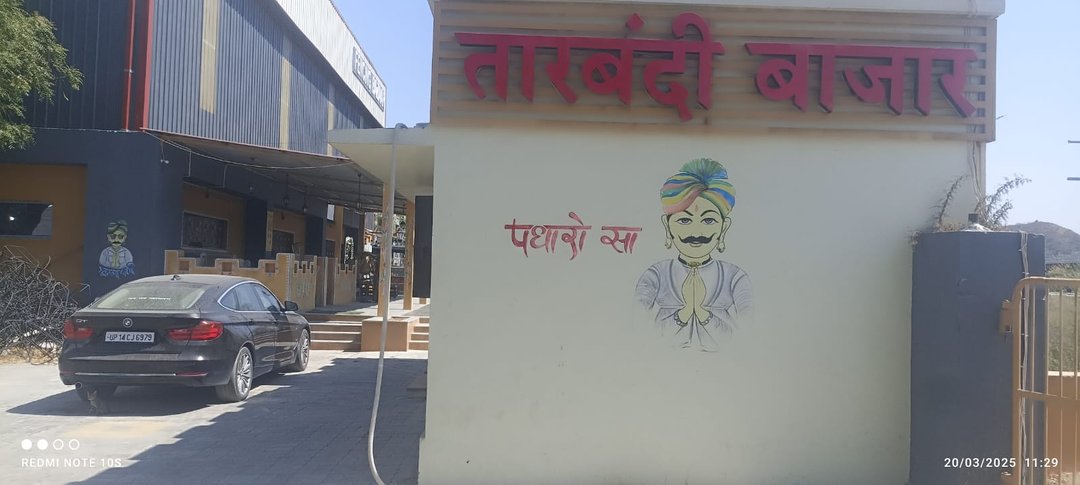 तारबंदी बाजार
पधारो सा
UP 14 CJ 6979
REDMI NOTE 10S
20/03/2025 11:29